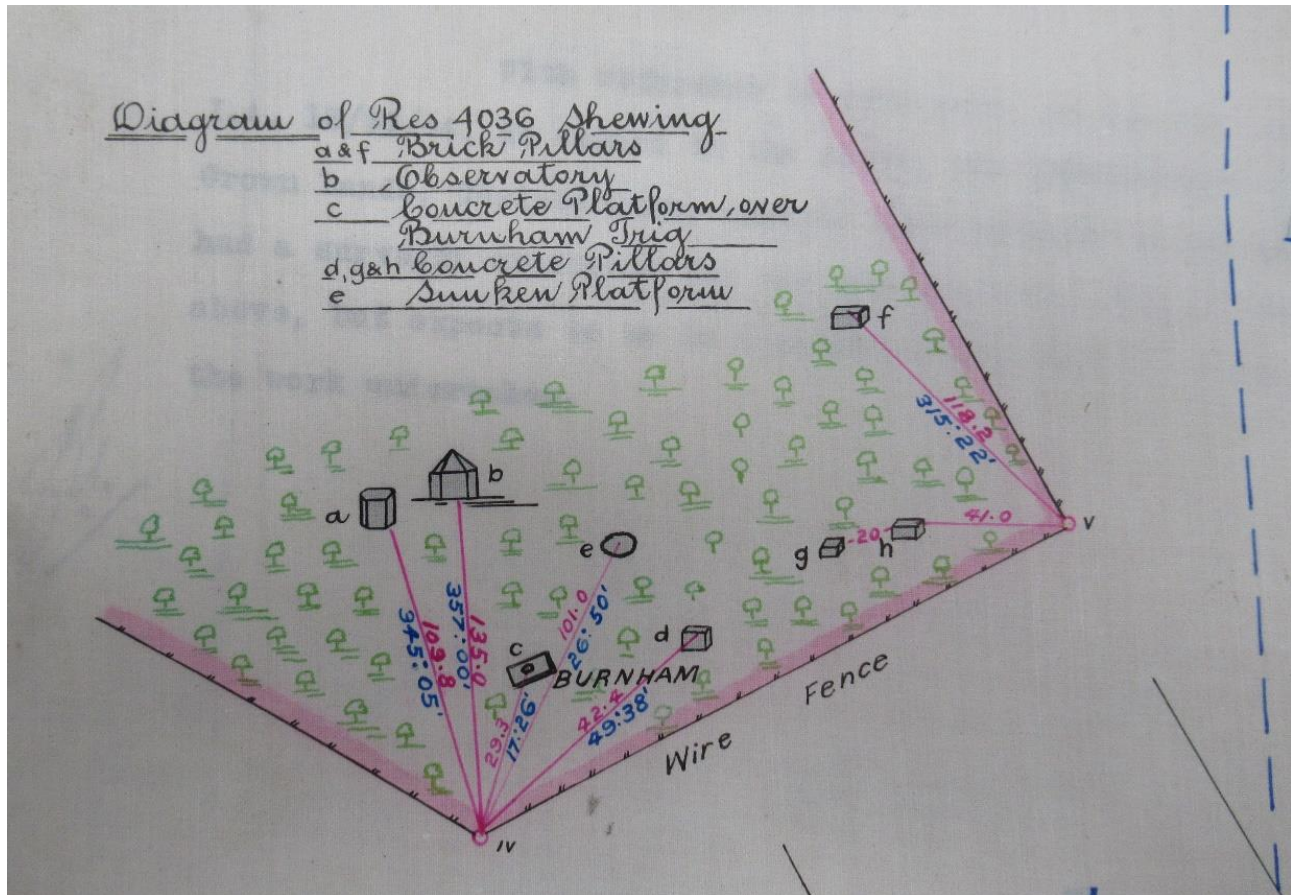 Diagram of Res 4036 Shewing
a & f Brick Pillars
b Observatory
c Concrete Platform, over
Burnham Trig
d, g & h Concrete Pillars
e Sunken Platform
f
118.2
315:22'
V
41.0
h
20
g
b
a
e
345:05'
109.8
357:00'
135.0
101.0
26:50'
c
BURNHAM
d
29.3
17:26'
42.4
49:38'
Wire Fence
IV